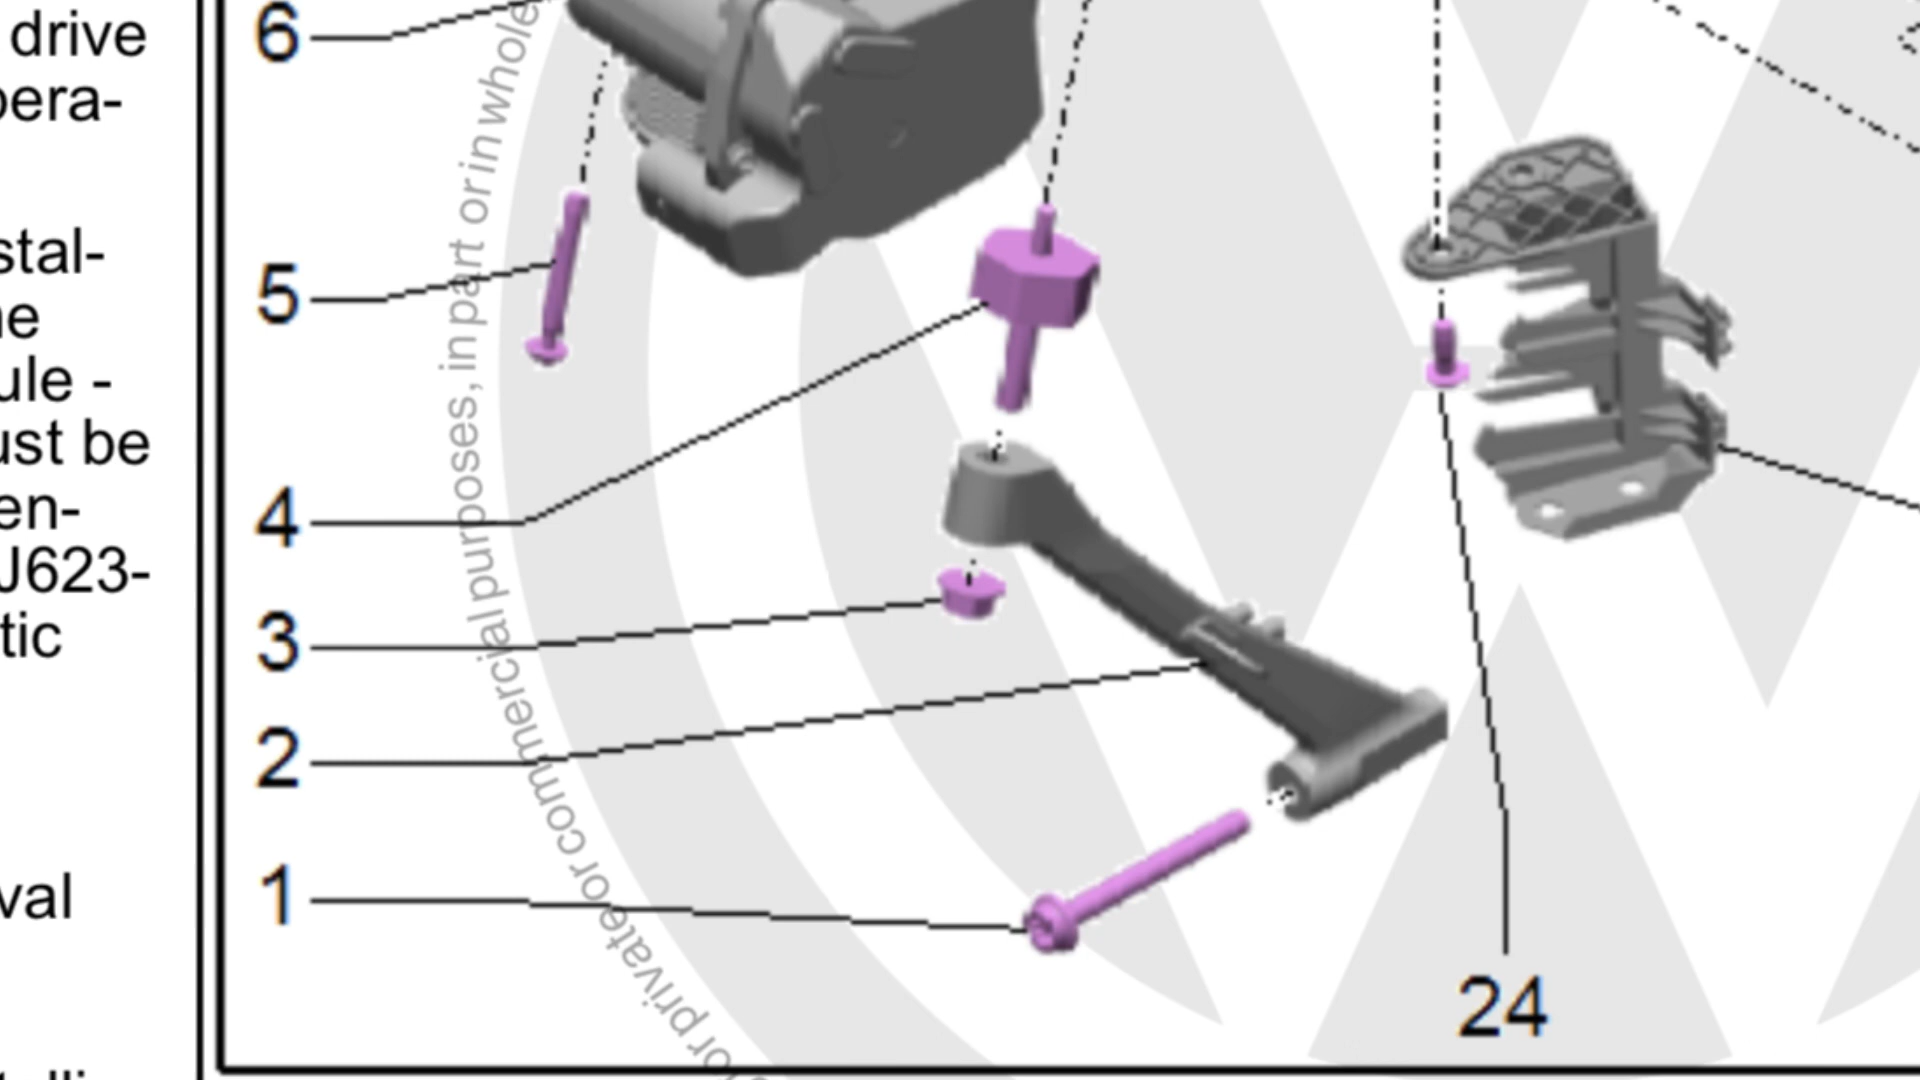 drive
pera-
stal-
ne
ule -
ust be
en-
J623-
tic
val
6
5
4
3
2
1
24
or private or commercial purposes, in part or in whole